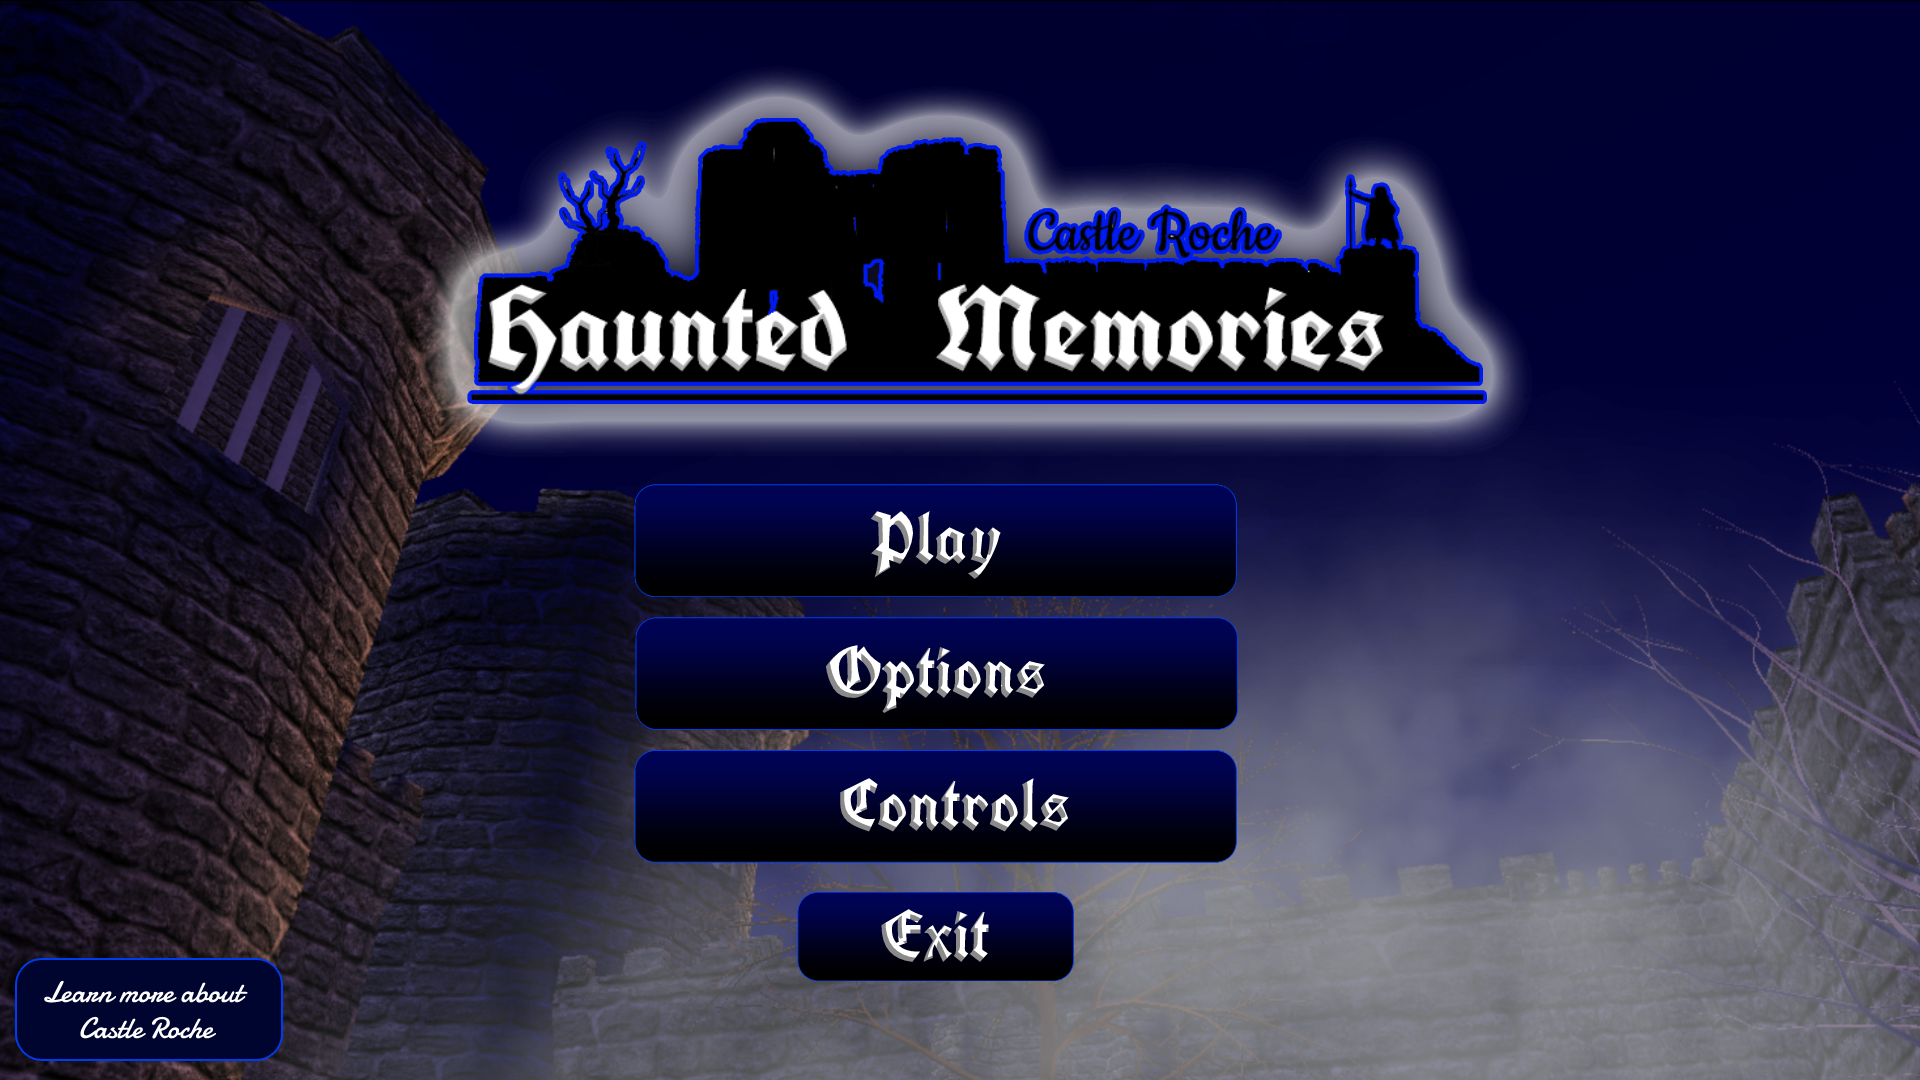 Castle Roche
Haunted Memories
Play
Options
Controls
Exit
Learn more about
Castle Roche